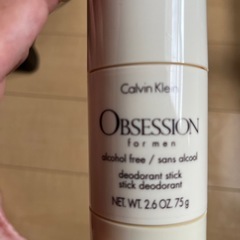 Calvin Klein
OBSESSION
for men
alcohol free / sans alcool
deodorant stick
stick deodorant
NET. WT. 2.6 OZ. 75 g